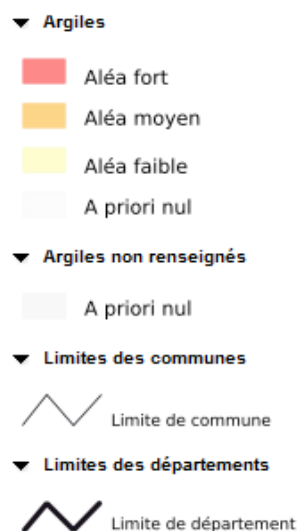 Argiles
Aléa fort
Aléa moyen
Aléa faible
A priori nul
Argiles non renseignés
A priori nul
Limites des communes
Limite de commune
Limites des départements
Limite de département